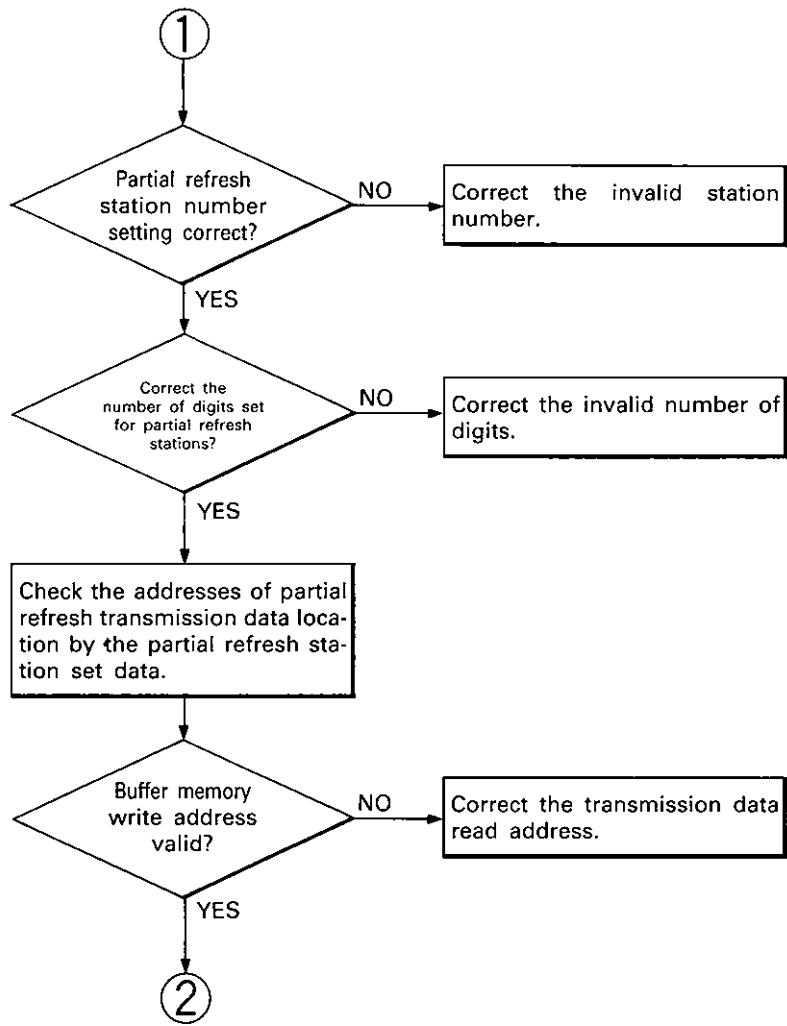 1
Partial refresh
station number
setting correct?
NO
Correct the invalid station
number.
YES
Correct the
number of digits set
for partial refresh
stations?
NO
Correct the invalid number of
digits.
YES
Check the addresses of partial
refresh transmission data loca-
tion by the partial refresh sta-
tion set data.
Buffer memory
write address
valid?
NO
Correct the transmission data
read address.
YES
2